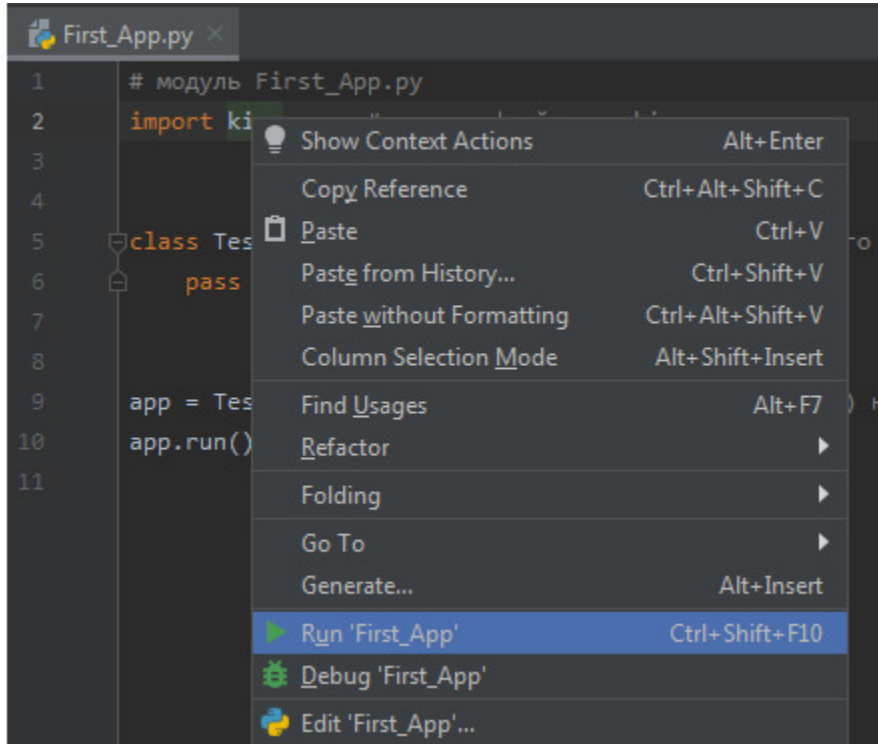 First_App.py
1 # модуль First_App.py
2 import ki
3
4
5 class Tes
6 pass
7
8
9 app = Tes
10 app.run()
11
Show Context Actions Alt+Enter
Copy Reference Ctrl+Alt+Shift+C
Paste Ctrl+V
Paste from History... Ctrl+Shift+V
Paste without Formatting Ctrl+Alt+Shift+V
Column Selection Mode Alt+Shift+Insert
Find Usages Alt+F7
Refactor
Folding
Go To
Generate... Alt+Insert
Run 'First_App' Ctrl+Shift+F10
Debug 'First_App'
Edit 'First_App'...